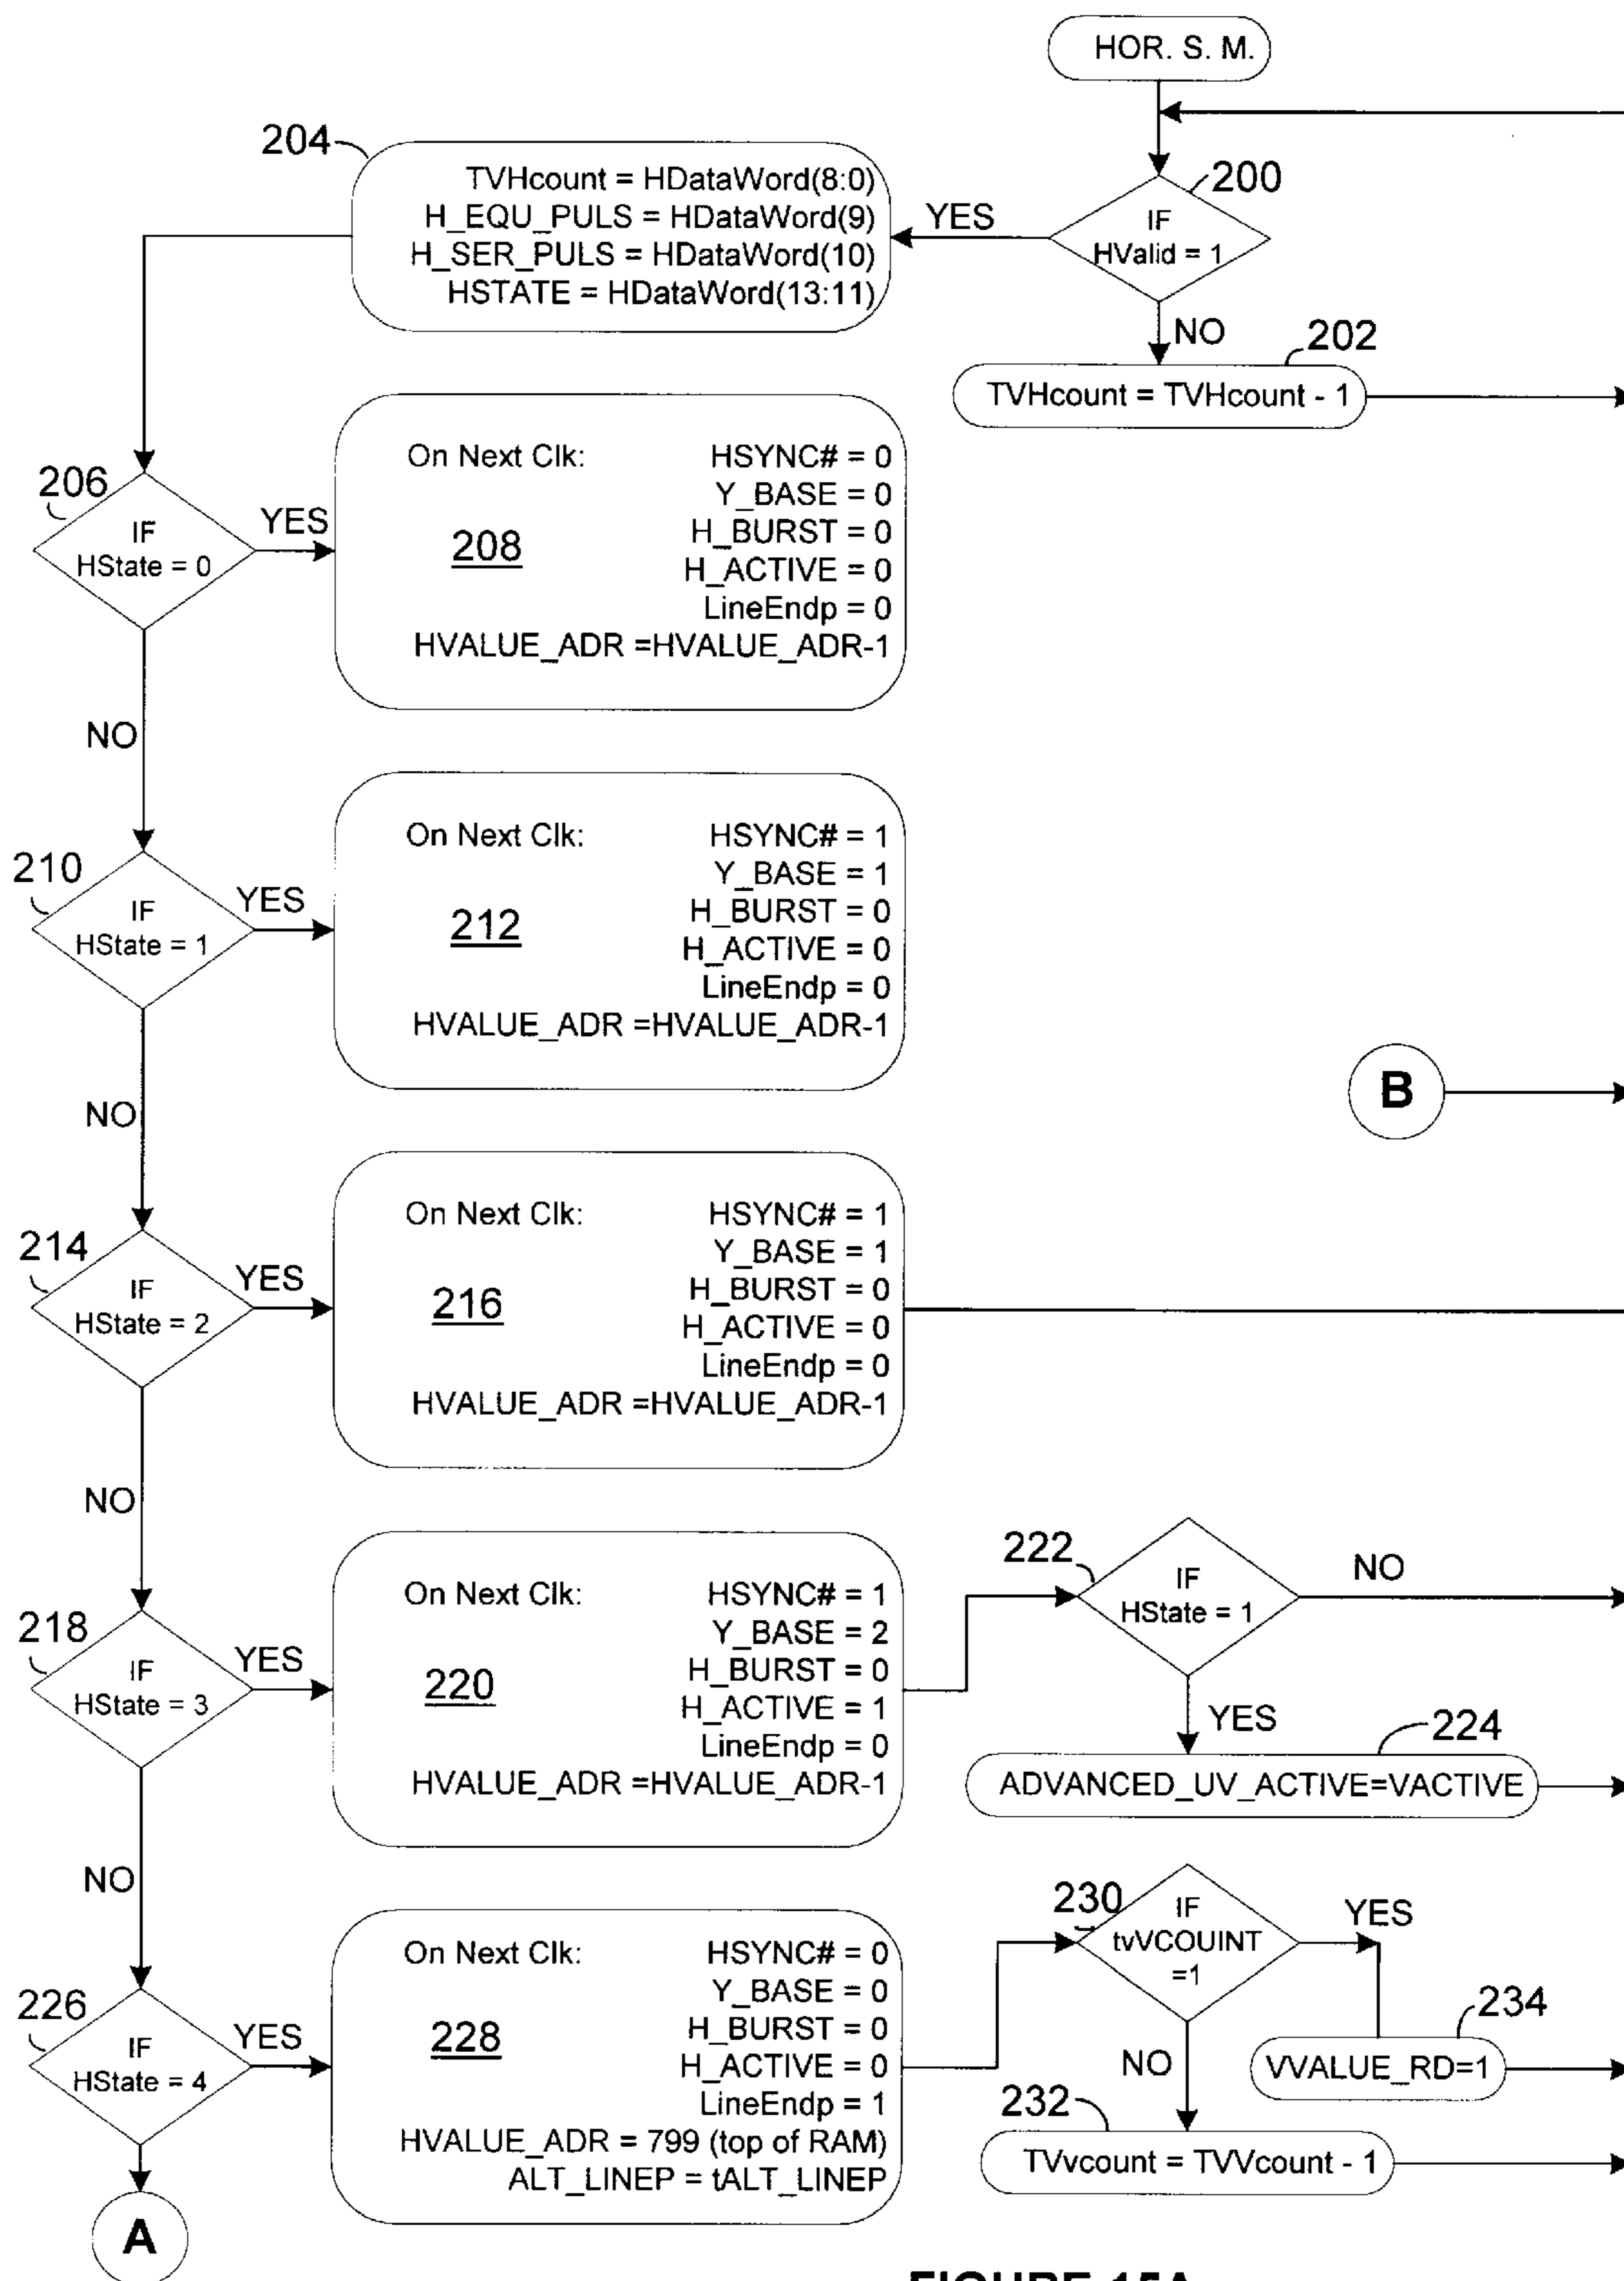 HOR. S. M.
200
IF
HValid = 1
YES
NO
202
TVHcount = TVHcount - 1
204
TVHcount = HDataWord(8:0)
H_EQU_PULS = HDataWord(9)
H_SER_PULS = HDataWord(10)
HSTATE = HDataWord(13:11)
206
IF
HState = 0
YES
NO
On Next Clk:
208
HSYNC# = 0
Y_BASE = 0
H_BURST = 0
H_ACTIVE = 0
LineEndp = 0
HVALUE_ADR =HVALUE_ADR-1
210
IF
HState = 1
YES
NO
On Next Clk:
212
HSYNC# = 1
Y_BASE = 1
H_BURST = 0
H_ACTIVE = 0
LineEndp = 0
HVALUE_ADR =HVALUE_ADR-1
B
214
IF
HState = 2
YES
NO
On Next Clk:
216
HSYNC# = 1
Y_BASE = 1
H_BURST = 0
H_ACTIVE = 0
LineEndp = 0
HVALUE_ADR =HVALUE_ADR-1
218
IF
HState = 3
YES
NO
On Next Clk:
220
HSYNC# = 1
Y_BASE = 2
H_BURST = 0
H_ACTIVE = 1
LineEndp = 0
HVALUE_ADR =HVALUE_ADR-1
222
IF
HState = 1
NO
YES
224
ADVANCED_UV_ACTIVE=VACTIVE
226
IF
HState = 4
YES
On Next Clk:
228
HSYNC# = 0
Y_BASE = 0
H_BURST = 0
H_ACTIVE = 0
LineEndp = 1
HVALUE_ADR = 799 (top of RAM)
ALT_LINEP = tALT_LINEP
230
IF
tvVCOUINT
=1
YES
NO
234
VVALUE_RD=1
232
TVvcount = TVVcount - 1
A
FIGURE 15A